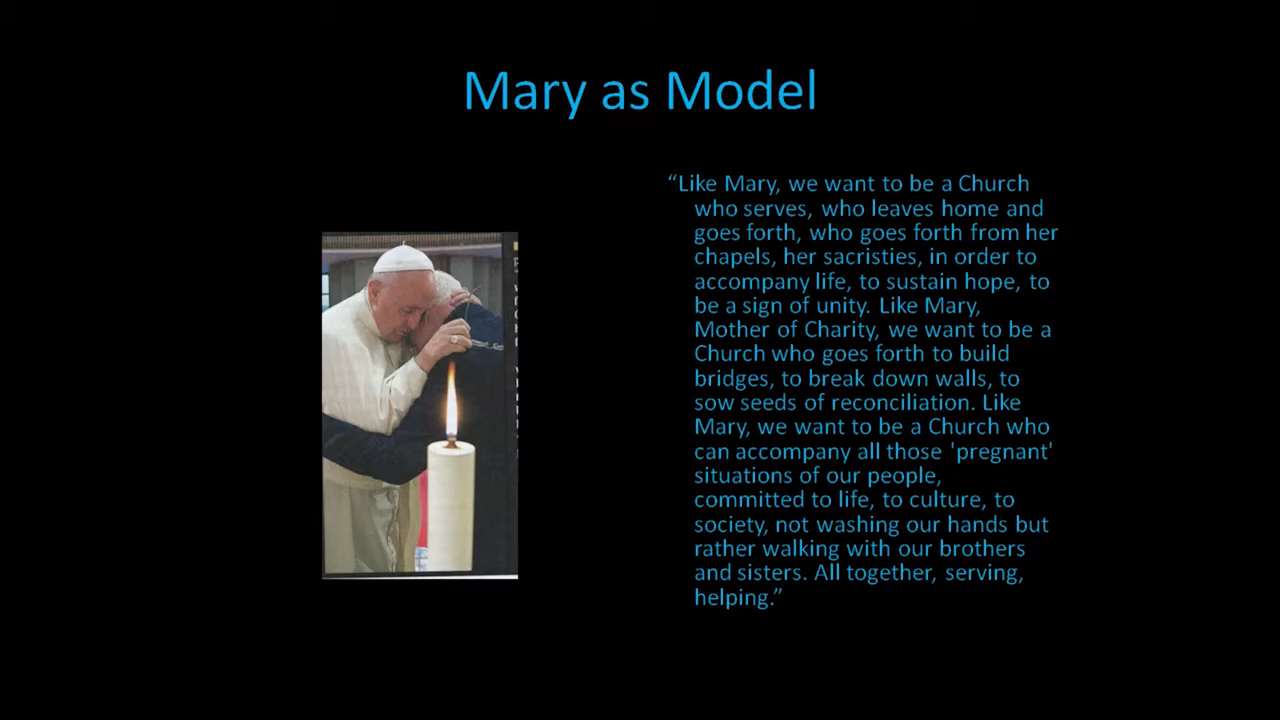 Mary as Model
“Like Mary, we want to be a Church
who serves, who leaves home and
goes forth, who goes forth from her
chapels, her sacristies, in order to
accompany life, to sustain hope, to
be a sign of unity. Like Mary,
Mother of Charity, we want to be a
Church who goes forth to build
bridges, to break down walls, to
sow seeds of reconciliation. Like
Mary, we want to be a Church who
can accompany all those 'pregnant'
situations of our people,
committed to life, to culture, to
society, not washing our hands but
rather walking with our brothers
and sisters. All together, serving,
helping.”